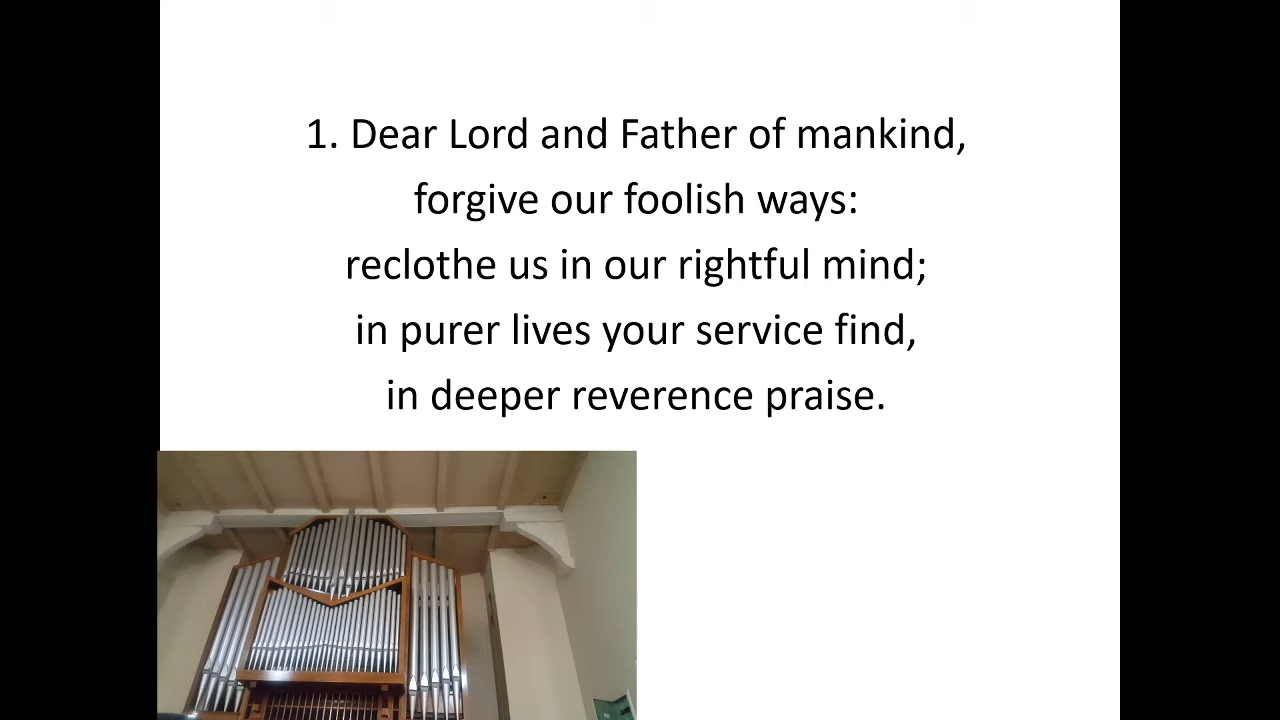 1. Dear Lord and Father of mankind,
forgive our foolish ways:
reclothe us in our rightful mind;
in purer lives your service find,
in deeper reverence praise.